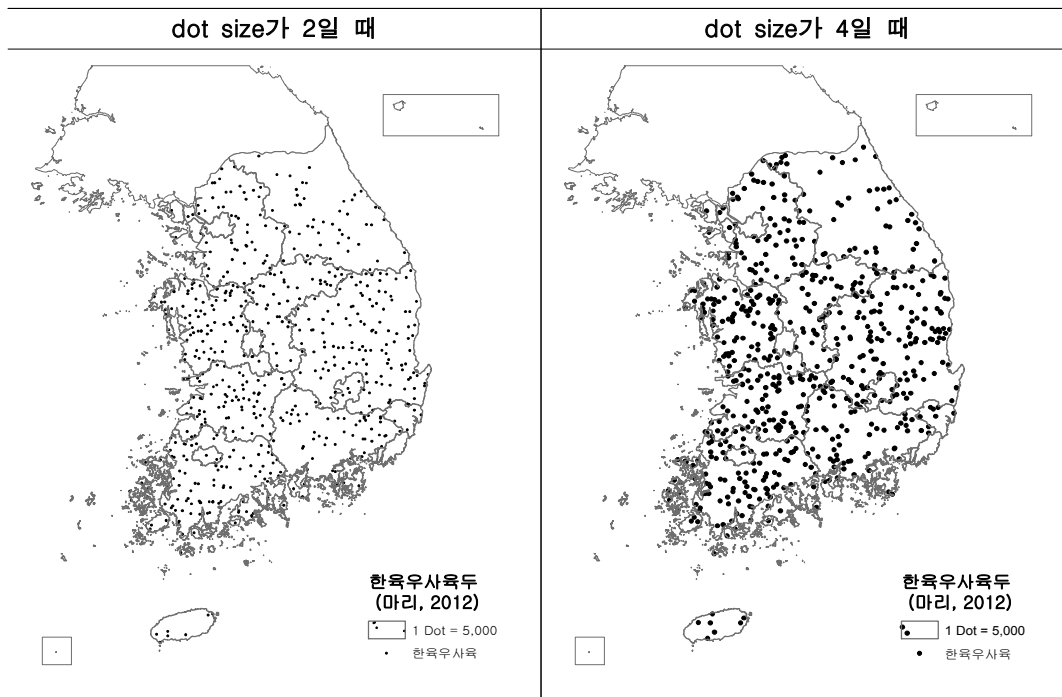 dot size가 2일 때
dot size가 4일 때
한육우사육두
(마리, 2012)
1 Dot = 5,000
한육우사육
한육우사육두
(마리, 2012)
1 Dot = 5,000
한육우사육